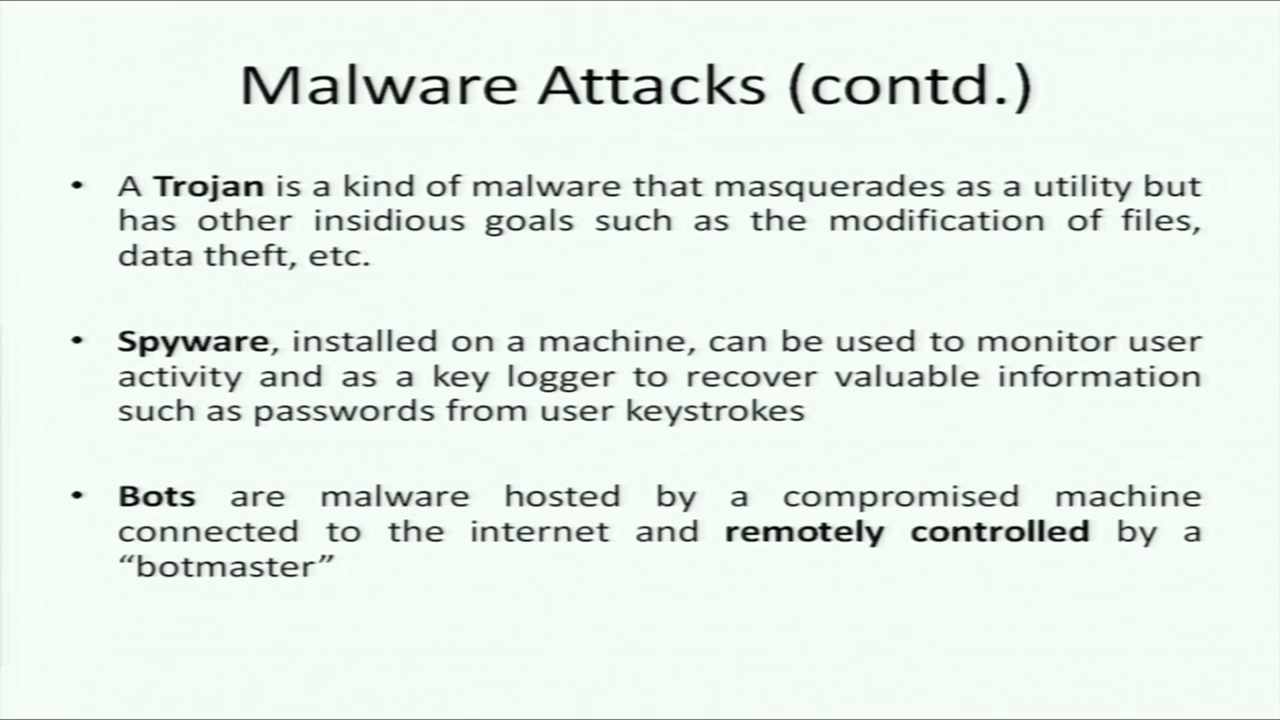 Malware Attacks (contd.)
• A Trojan is a kind of malware that masquerades as a utility but
has other insidious goals such as the modification of files,
data theft, etc.
• Spyware, installed on a machine, can be used to monitor user
activity and as a key logger to recover valuable information
such as passwords from user keystrokes
• Bots are malware hosted by a compromised machine
connected to the internet and remotely controlled by a
“botmaster”